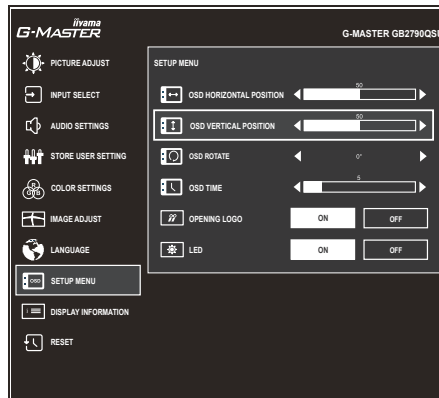 iiyama
G-MASTER
G-MASTER GB2790QSU
PICTURE ADJUST
INPUT SELECT
AUDIO SETTINGS
STORE USER SETTING
COLOR SETTINGS
IMAGE ADJUST
LANGUAGE
OSD SETUP MENU
DISPLAY INFORMATION
RESET
SETUP MENU
OSD HORIZONTAL POSITION 50
OSD VERTICAL POSITION 50
OSD ROTATE 0°
OSD TIME 5
OPENING LOGO ON OFF
LED ON OFF